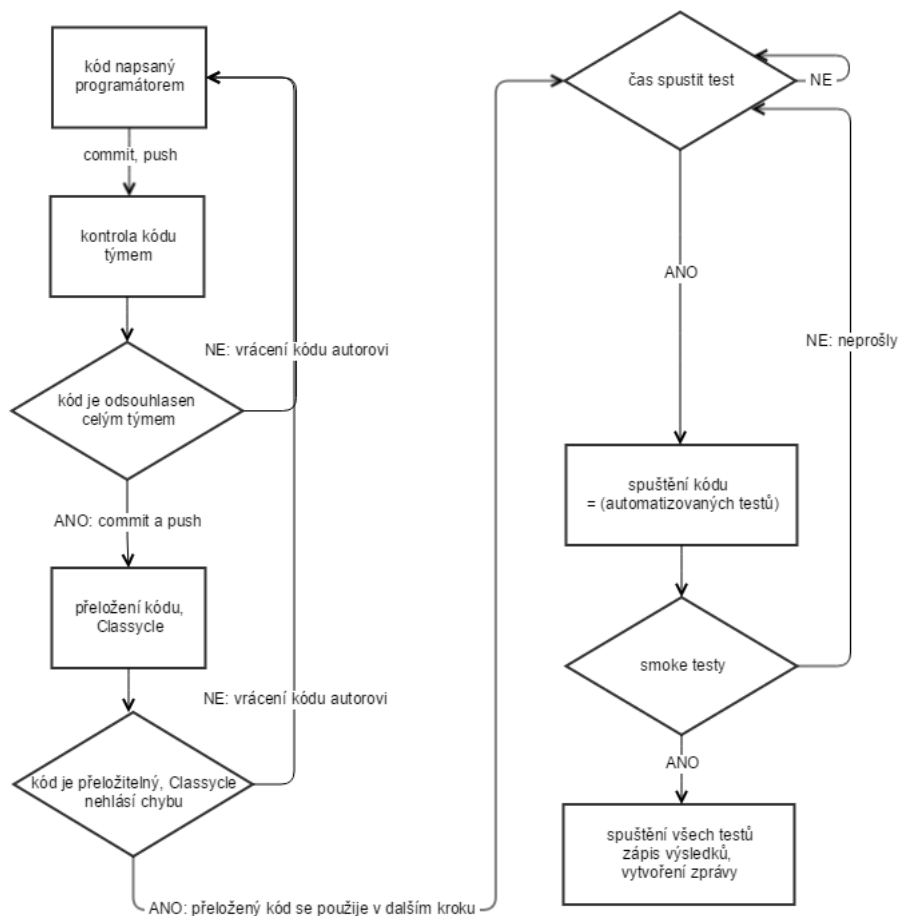 kód napsaný
programátorem
commit, push
kontrola kódu
týmem
NE: vrácení kódu autorovi
kód je odsouhlasen
celým týmem
ANO: commit a push
přeložení kódu,
Classycle
NE: vrácení kódu autorovi
kód je přeložitelný, Classycle
nehlásí chybu
ANO: přeložený kód se použije v dalším kroku
čas spustit test
NE
ANO
NE: neprošly
spuštění kódu
= (automatizovaných testů)
smoke testy
ANO
spuštění všech testů
zápis výsledků,
vytvoření zprávy